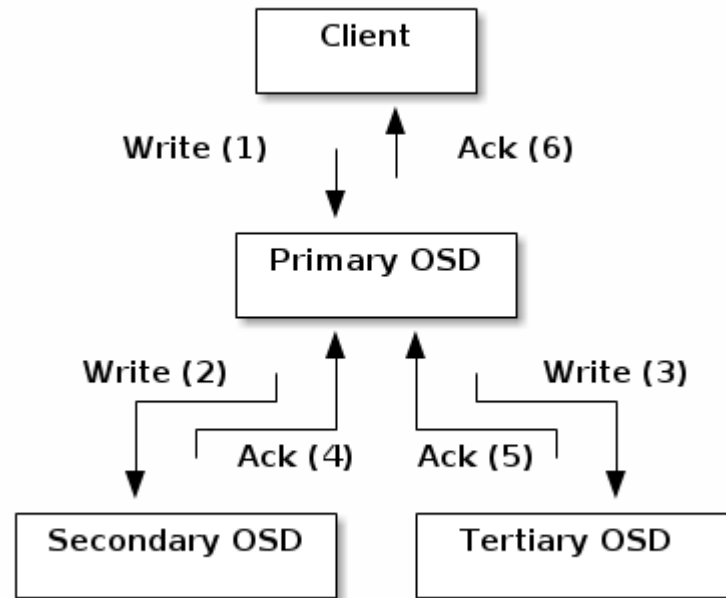 Client
Write (1)
Ack (6)
Primary OSD
Write (2)
Write (3)
Ack (4)
Ack (5)
Secondary OSD
Tertiary OSD